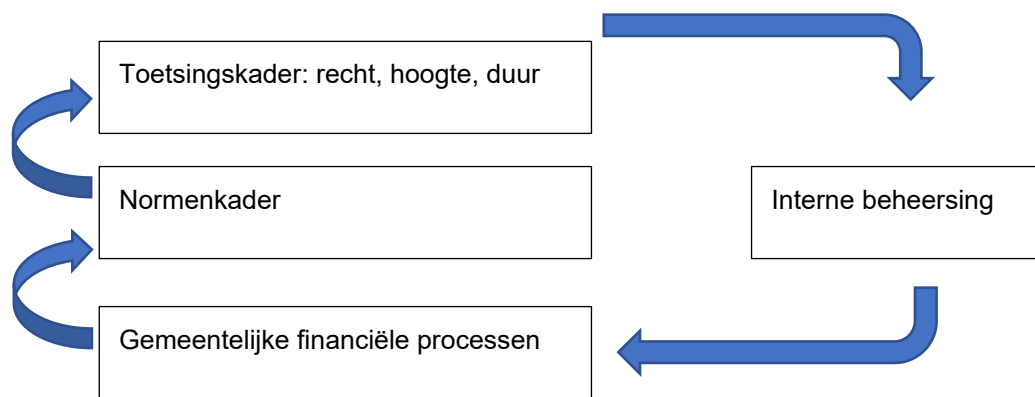 Toetsingskader: recht, hoogte, duur
Normenkader
Interne beheersing
Gemeentelijke financiële processen